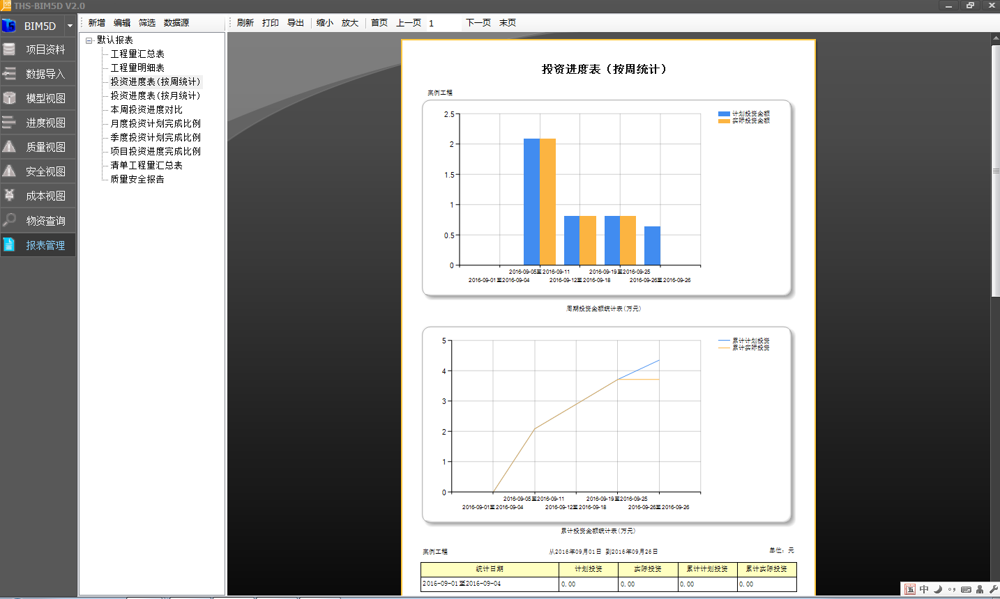 THS-BIM5D V2.0
BIM5D
项目资料
数据导入
模型视图
进度视图
质量视图
安全视图
成本视图
物资查询
报表管理
新增 编辑 筛选 数据源
默认报表
工程量汇总表
工程量明细表
投资进度表(按周统计)
投资进度表(按月统计)
本周投资进度对比
月度投资计划完成比例
季度投资计划完成比例
项目投资进度完成比例
清单工程量汇总表
质量安全报告
刷新 打印 导出 缩小 放大 首页 上一页 1 下一页 末页
投资进度表（按周统计）
案例工程
计划投资金额
实际投资金额
2.5
2
1.5
1
0.5
0
2016-09-05至2016-09-11 2016-09-19至2016-09-25
2016-09-01至2016-09-04 2016-09-12至2016-09-18 2016-09-26至2016-09-26
周期投资金额统计表(万元)
累计计划投资
累计实际投资
5
4
3
2
1
0
2016-09-05至2016-09-11 2016-09-19至2016-09-25
2016-09-01至2016-09-04 2016-09-12至2016-09-18 2016-09-26至2016-09-26
累计投资金额统计表(万元)
案例工程 从2016年09月01日 到2016年09月26日 单位: 元
统计日期 计划投资 实际投资 累计计划投资 累计实际投资
2016-09-01至2016-09-04 0.00 0.00 0.00 0.00
五 中